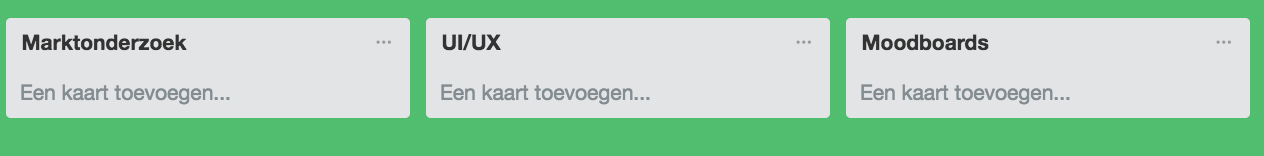 Marktonderzoek
Een kaart toevoegen...
UI/UX
Een kaart toevoegen...
Moodboards
Een kaart toevoegen...